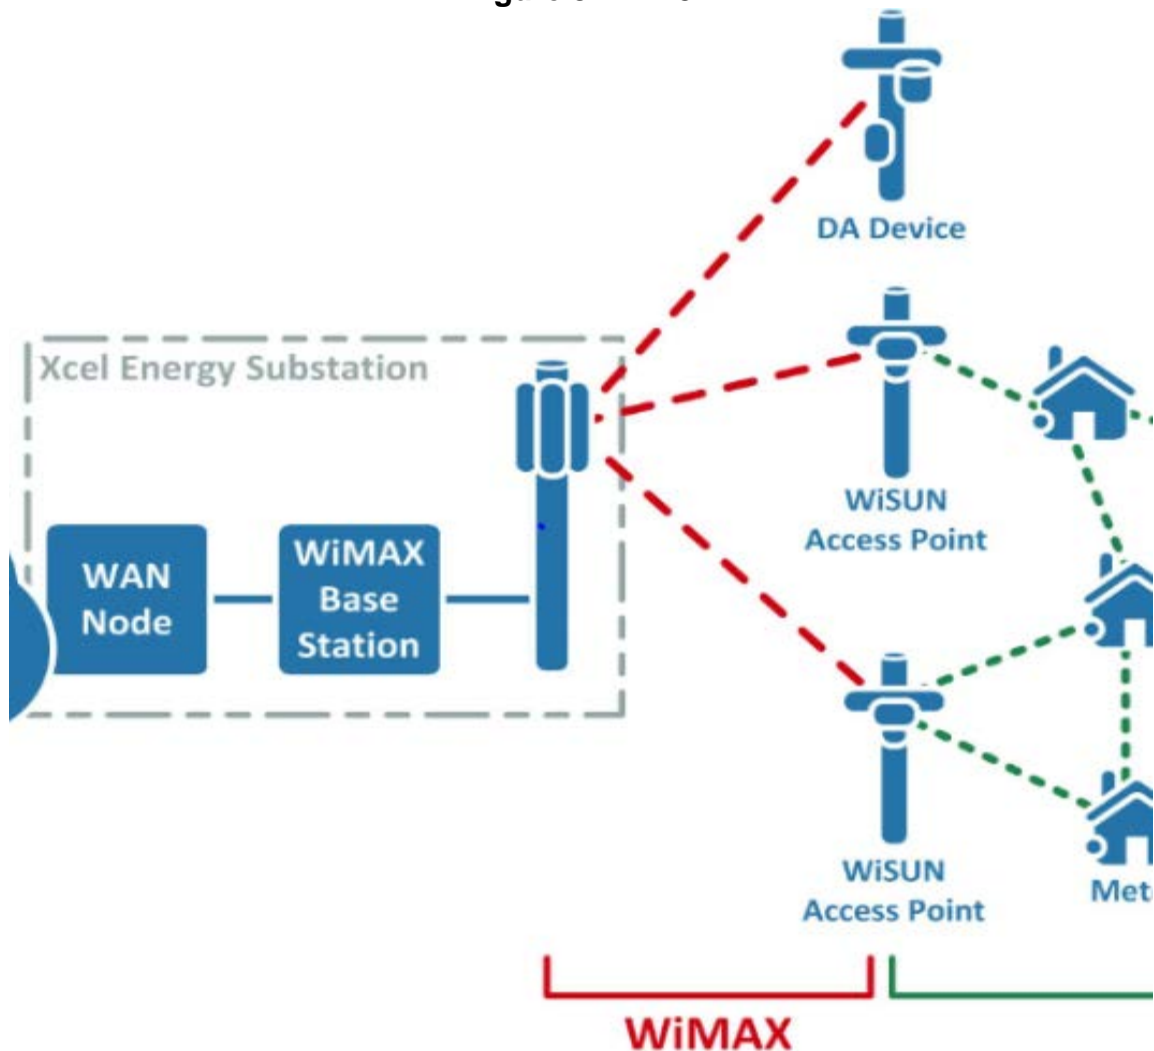 DA Device
Xcel Energy Substation
WiSUN
Access Point
WAN
Node
WiMAX
Base
Station
WiSUN
Access Point
WiMAX